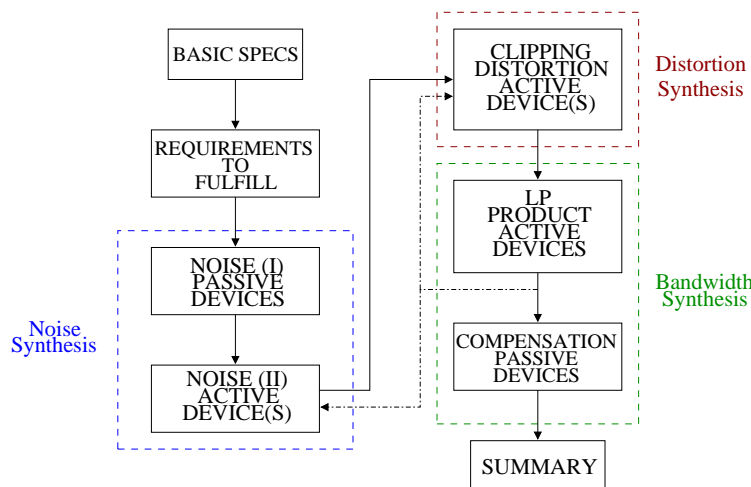 BASIC SPECS
REQUIREMENTS
TO
FULFILL
NOISE (I)
PASSIVE
DEVICES
NOISE (II)
ACTIVE
DEVICE(S)
Noise
Synthesis
CLIPPING
DISTORTION
ACTIVE
DEVICE(S)
Distortion
Synthesis
LP
PRODUCT
ACTIVE
DEVICES
Bandwidth
Synthesis
COMPENSATION
PASSIVE
DEVICES
SUMMARY